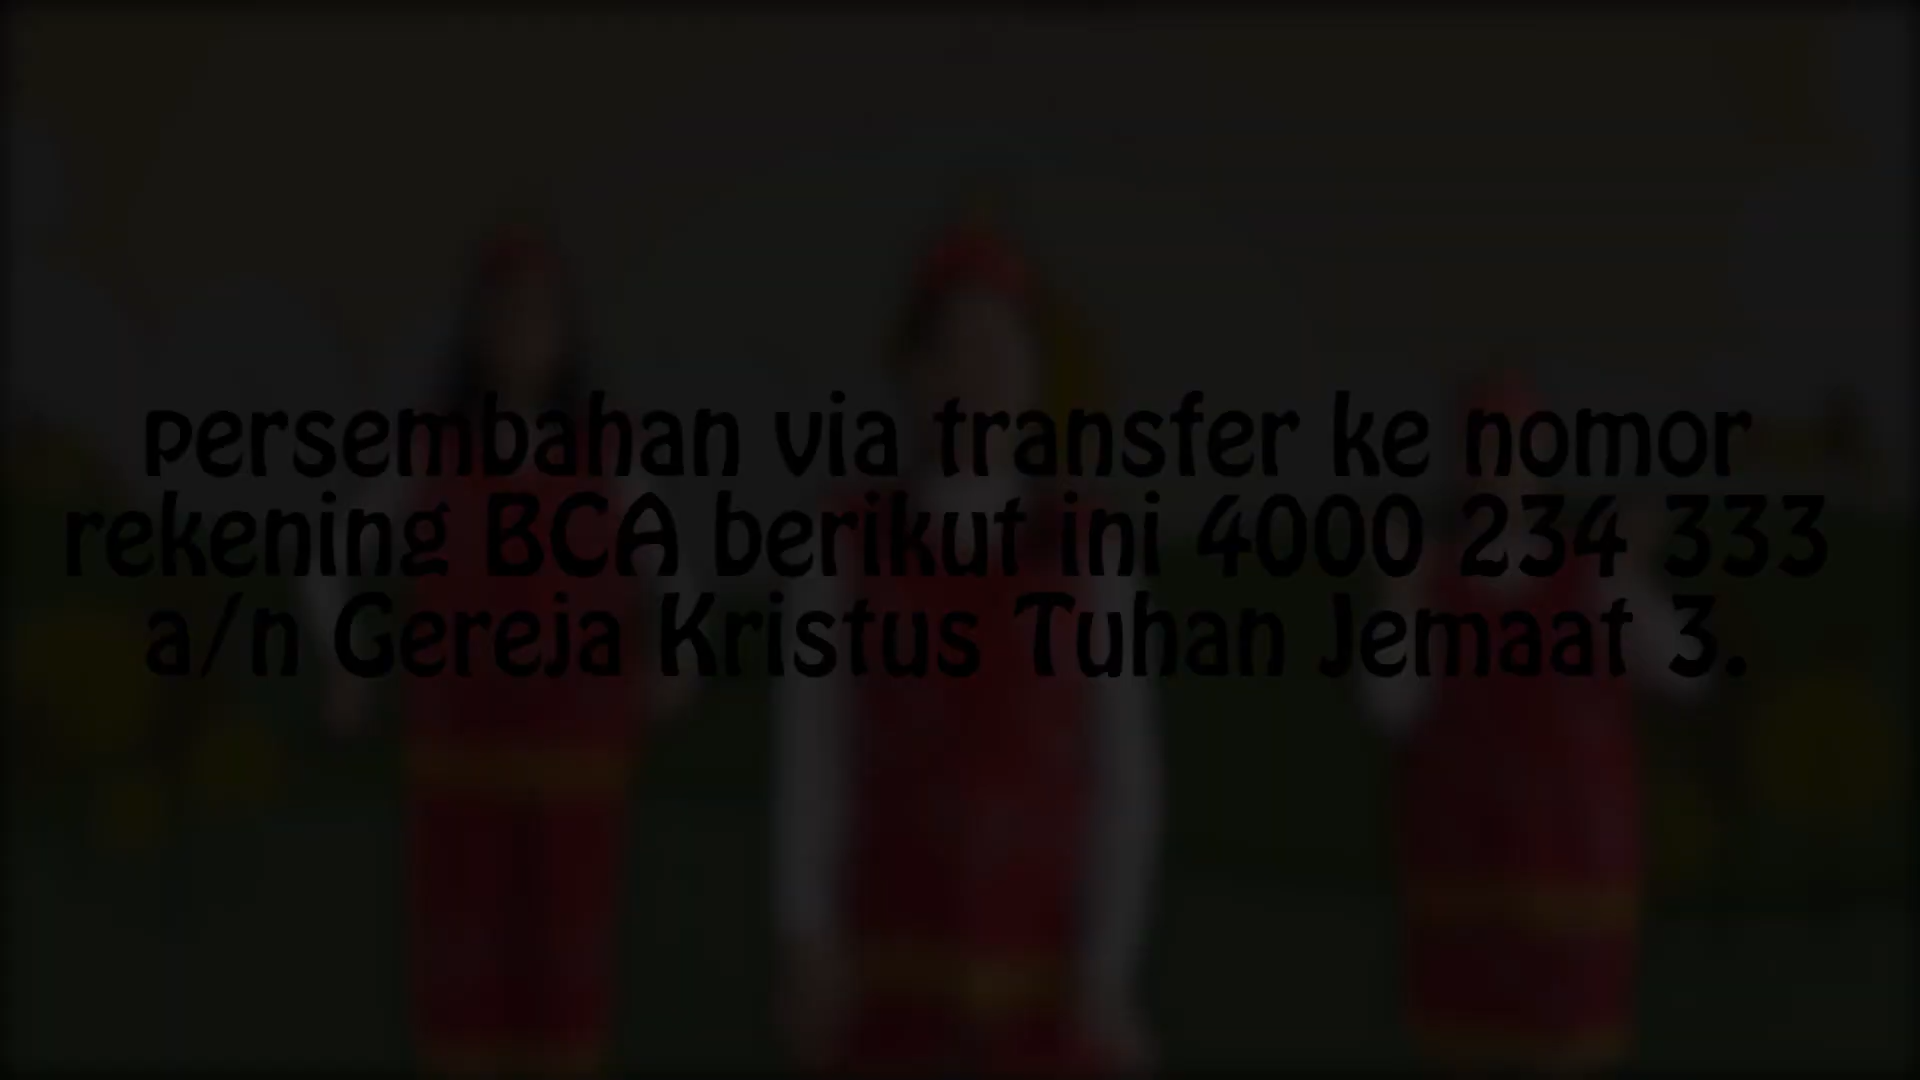 persembahan via transfer ke nomor
rekening BCA berikut ini 4000 234 333
a/n Gereja Kristus Tuhan Jemaat 3.